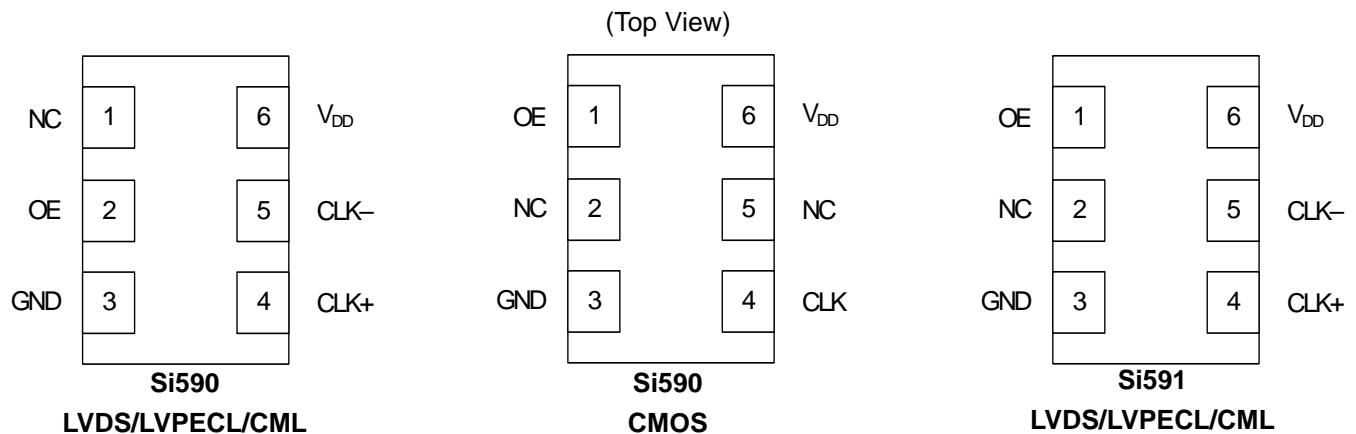 (Top View)
NC 1 6 VDD
OE 2 5 CLK–
GND 3 4 CLK+
Si590
LVDS/LVPECL/CML
OE 1 6 VDD
NC 2 5 NC
GND 3 4 CLK
Si590
CMOS
OE 1 6 VDD
NC 2 5 CLK–
GND 3 4 CLK+
Si591
LVDS/LVPECL/CML